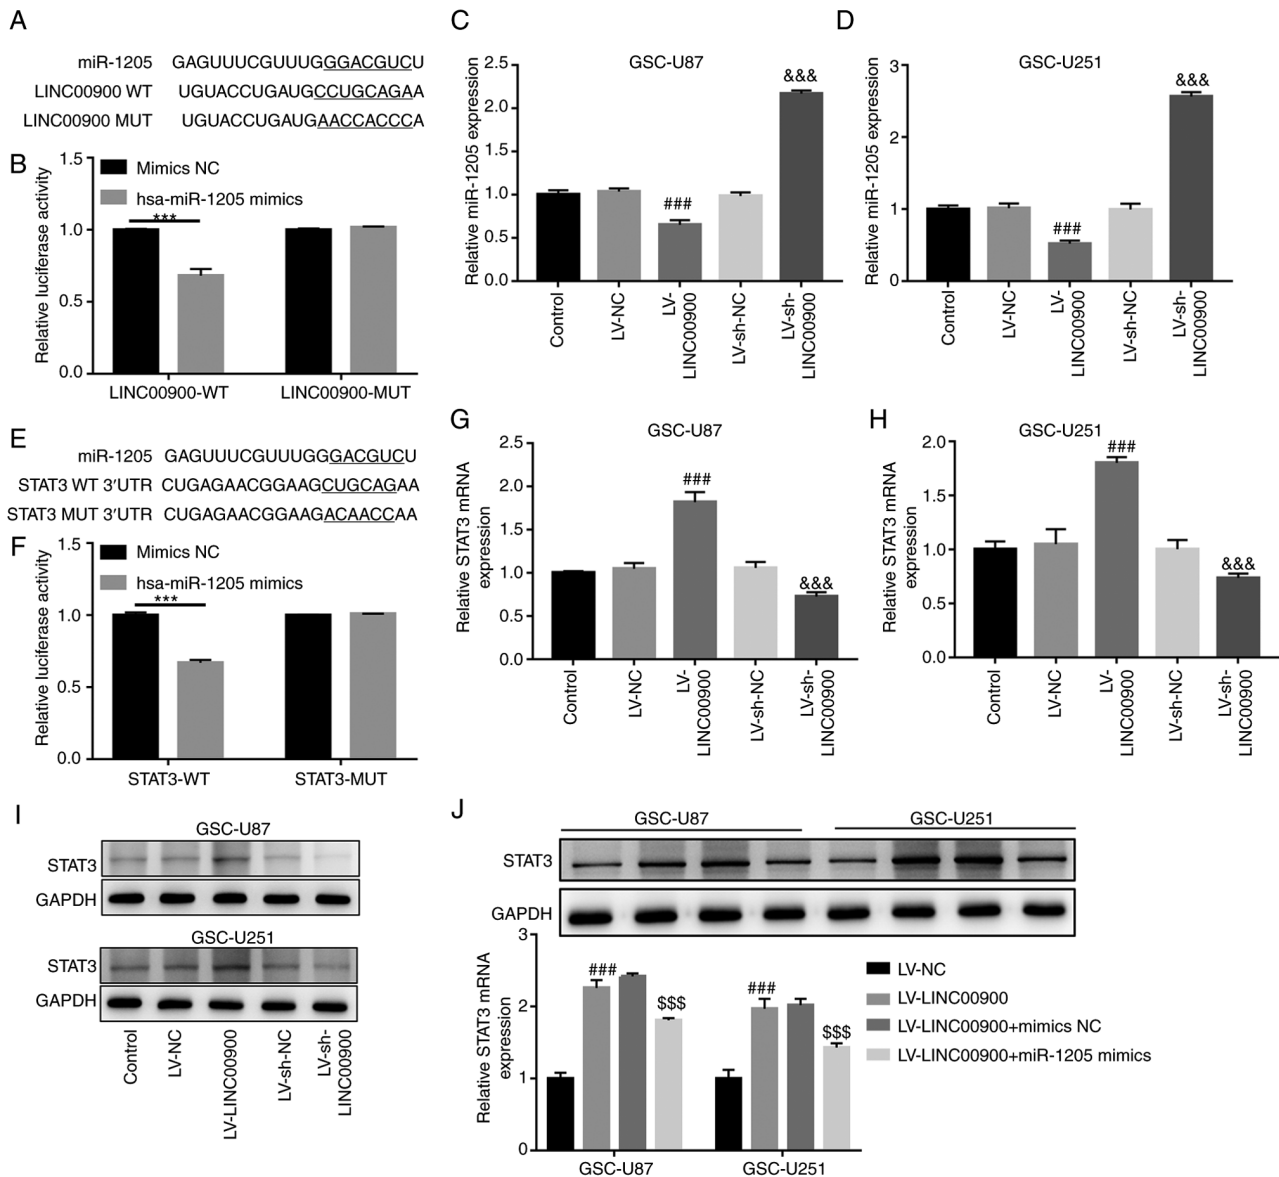 A
miR-1205 GAGUUUCGUUUGGGACGUCU
LINC00900 WT UGUACCUGAUGCCUGCAGAA
LINC00900 MUT UGUACCUGAUGAACCACCCA
B
Relative luciferase activity
1.5
1.0
0.5
0.0
Mimics NC
hsa-miR-1205 mimics
***
LINC00900-WT
LINC00900-MUT
C
GSC-U87
Relative miR-1205 expression
2.5
2.0
1.5
1.0
0.5
0.0
###
&&&
Control
LV-NC
LV-
LINC00900
LV-sh-NC
LV-sh-
LINC00900
D
GSC-U251
Relative miR-1205 expression
3
2
1
0
###
&&&
Control
LV-NC
LV-
LINC00900
LV-sh-NC
LV-sh-
LINC00900
E
miR-1205 GAGUUUCGUUUGGGACGUCU
STAT3 WT 3′UTR CUGAGAACGGAAGCUGCAGAA
STAT3 MUT 3′UTR CUGAGAACGGAAGACAACCAA
F
Relative luciferase activity
1.5
1.0
0.5
0.0
Mimics NC
hsa-miR-1205 mimics
***
STAT3-WT
STAT3-MUT
G
GSC-U87
Relative STAT3 mRNA
expression
2.5
2.0
1.5
1.0
0.5
0.0
###
&&&
Control
LV-NC
LV-
LINC00900
LV-sh-NC
LV-sh-
LINC00900
H
GSC-U251
Relative STAT3 mRNA
expression
2.0
1.5
1.0
0.5
0.0
###
&&&
Control
LV-NC
LV-
LINC00900
LV-sh-NC
LV-sh-
LINC00900
I
GSC-U87
STAT3
GAPDH
GSC-U251
STAT3
GAPDH
Control
LV-NC
LV-LINC00900
LV-sh-NC
LV-sh-
LINC00900
J
GSC-U87
GSC-U251
STAT3
GAPDH
Relative STAT3 mRNA
expression
3
2
1
0
###
$$$
###
$$$
GSC-U87
GSC-U251
LV-NC
LV-LINC00900
LV-LINC00900+mimics NC
LV-LINC00900+miR-1205 mimics